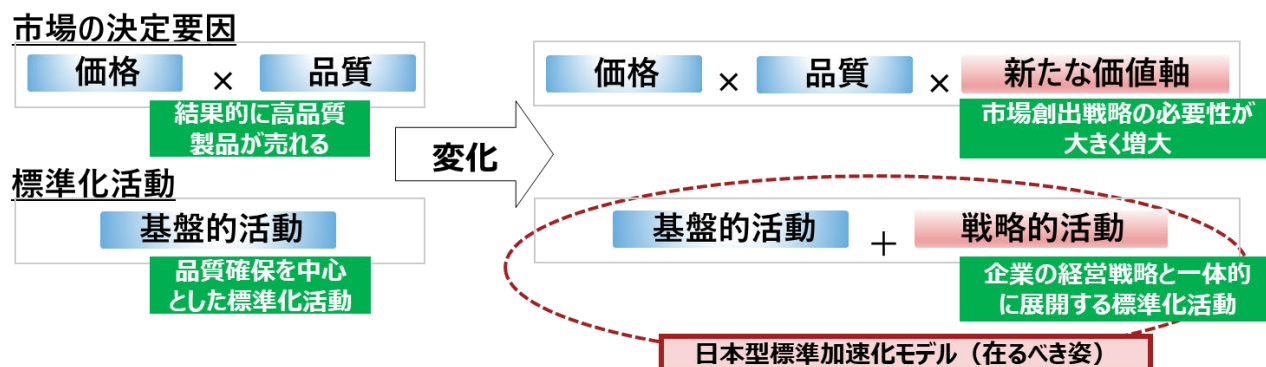 市場の決定要因
価格 × 品質
結果的に高品質
製品が売れる
変化
価格 × 品質 × 新たな価値軸
市場創出戦略の必要性が
大きく増大
標準化活動
基盤的活動
品質確保を中心
とした標準化活動
基盤的活動 + 戦略的活動
企業の経営戦略と一体的
に展開する標準化活動
日本型標準加速化モデル（在るべき姿）